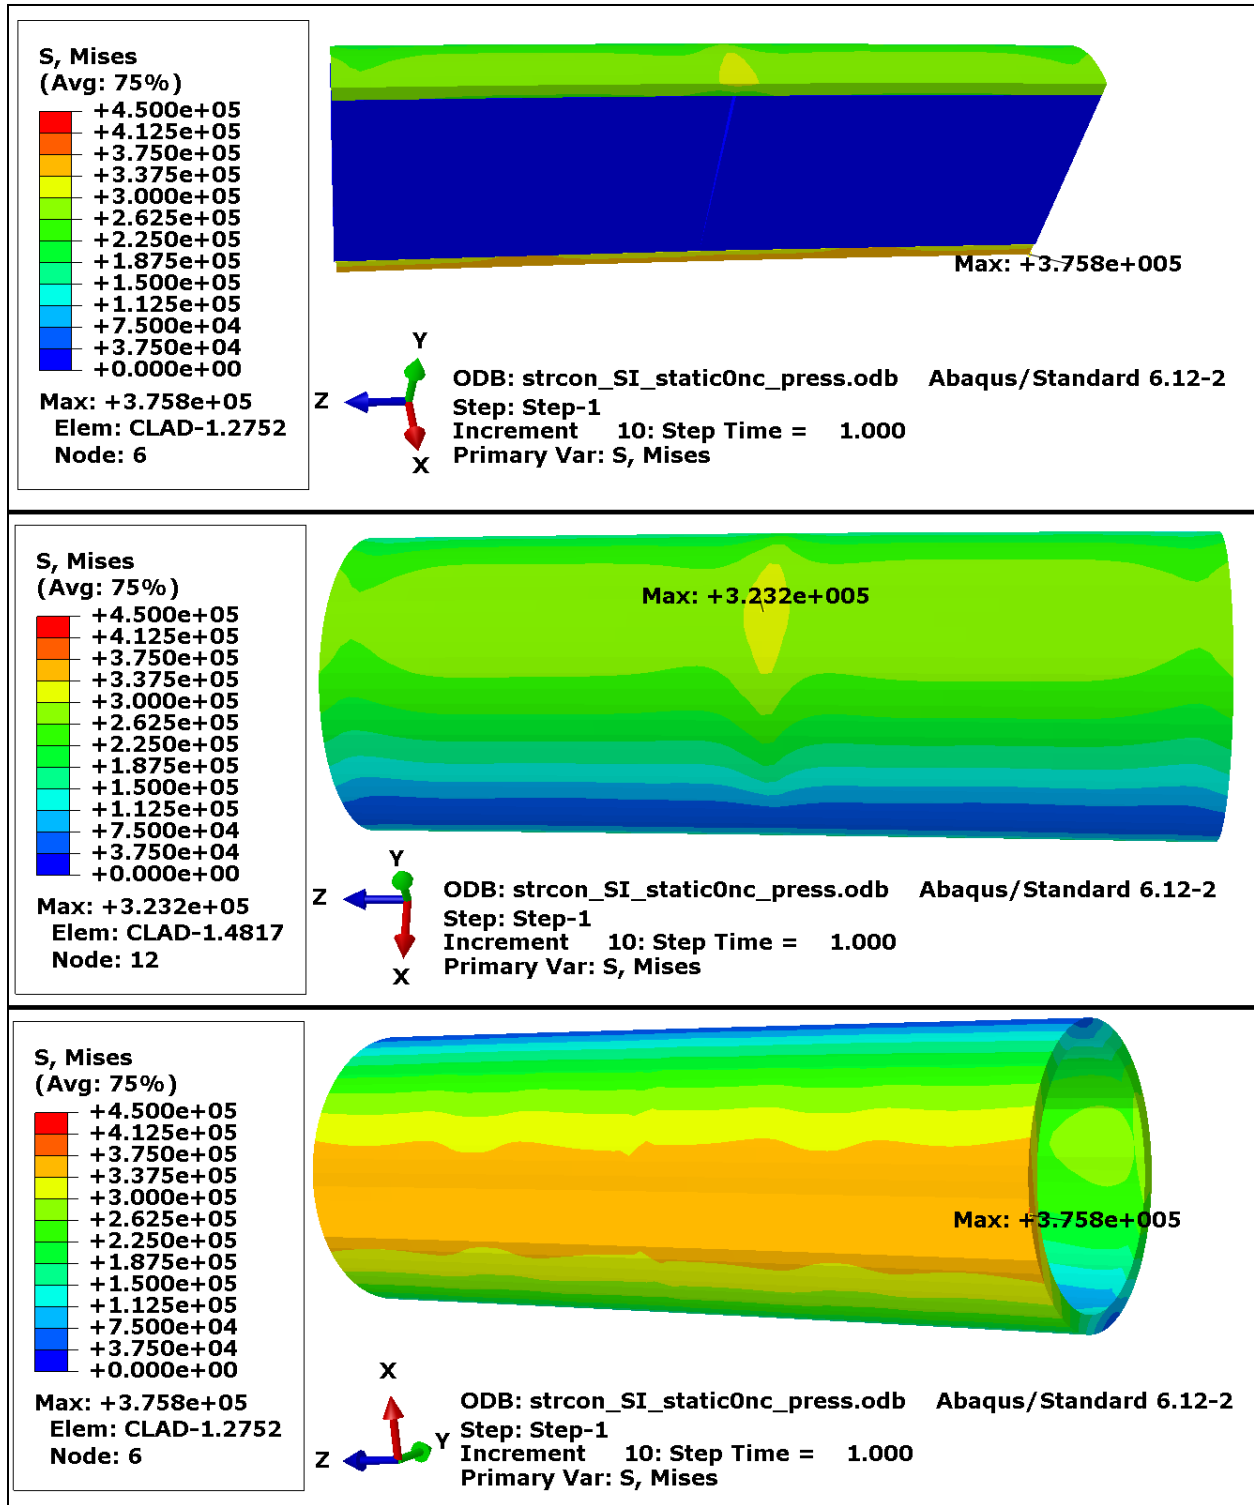 S, Mises
(Avg: 75%)
+4.500e+05
+4.125e+05
+3.750e+05
+3.375e+05
+3.000e+05
+2.625e+05
+2.250e+05
+1.875e+05
+1.500e+05
+1.125e+05
+7.500e+04
+3.750e+04
+0.000e+00
Max: +3.758e+05
Elem: CLAD-1.2752
Node: 6
Max: +3.758e+005
Y
Z
X
ODB: strcon_SI_static0nc_press.odb Abaqus/Standard 6.12-2
Step: Step-1
Increment 10: Step Time = 1.000
Primary Var: S, Mises
S, Mises
(Avg: 75%)
+4.500e+05
+4.125e+05
+3.750e+05
+3.375e+05
+3.000e+05
+2.625e+05
+2.250e+05
+1.875e+05
+1.500e+05
+1.125e+05
+7.500e+04
+3.750e+04
+0.000e+00
Max: +3.232e+05
Elem: CLAD-1.4817
Node: 12
Max: +3.232e+005
Y
Z
X
ODB: strcon_SI_static0nc_press.odb Abaqus/Standard 6.12-2
Step: Step-1
Increment 10: Step Time = 1.000
Primary Var: S, Mises
S, Mises
(Avg: 75%)
+4.500e+05
+4.125e+05
+3.750e+05
+3.375e+05
+3.000e+05
+2.625e+05
+2.250e+05
+1.875e+05
+1.500e+05
+1.125e+05
+7.500e+04
+3.750e+04
+0.000e+00
Max: +3.758e+05
Elem: CLAD-1.2752
Node: 6
Max: +3.758e+005
X
Y
Z
ODB: strcon_SI_static0nc_press.odb Abaqus/Standard 6.12-2
Step: Step-1
Increment 10: Step Time = 1.000
Primary Var: S, Mises